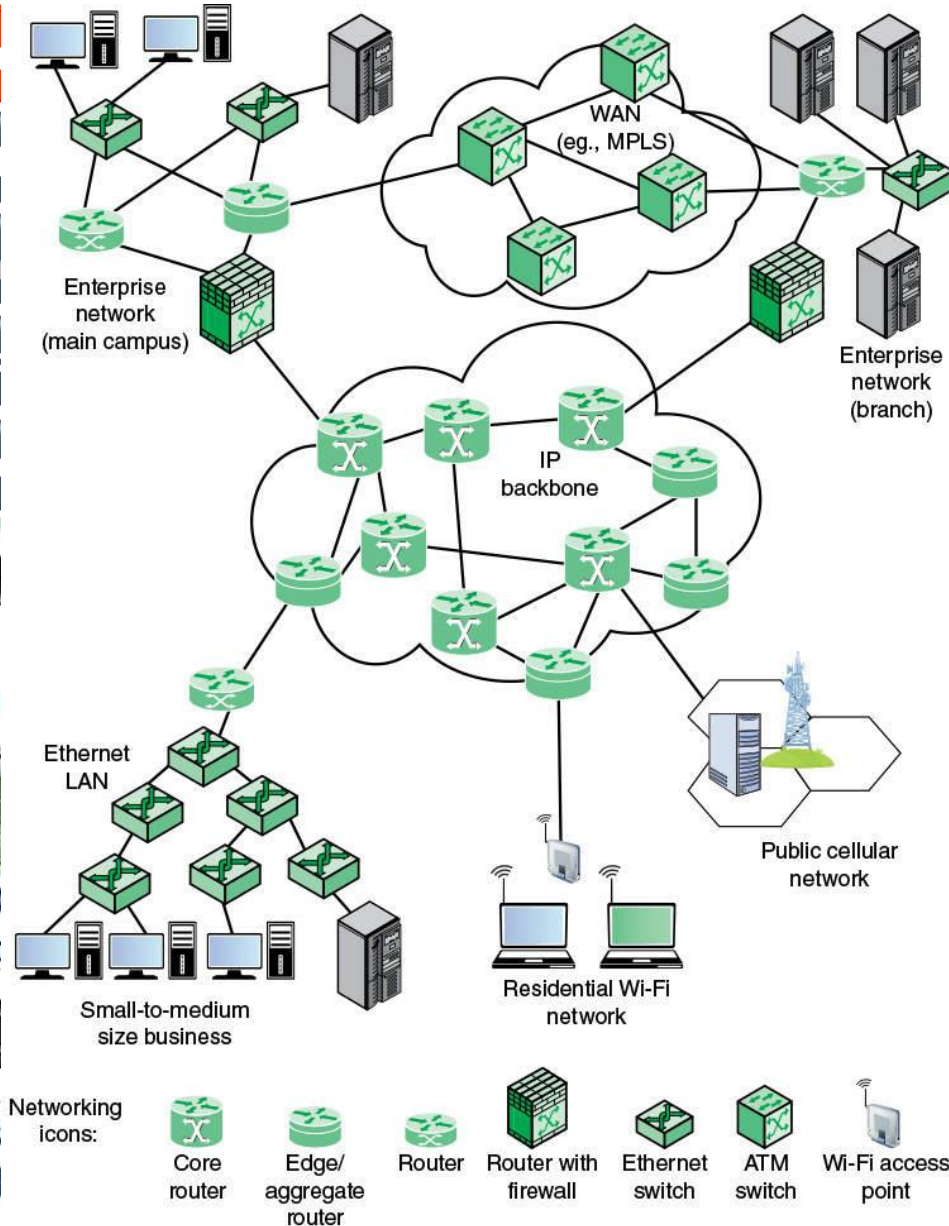 WAN
(eg., MPLS)
Enterprise
network
(main campus)
Enterprise
network
(branch)
IP
backbone
Ethernet
LAN
Public cellular
network
Small-to-medium
size business
Residential Wi-Fi
network
Networking
icons:
Core
router
Edge/
aggregate
router
Router
Router with
firewall
Ethernet
switch
ATM
switch
Wi-Fi access
point